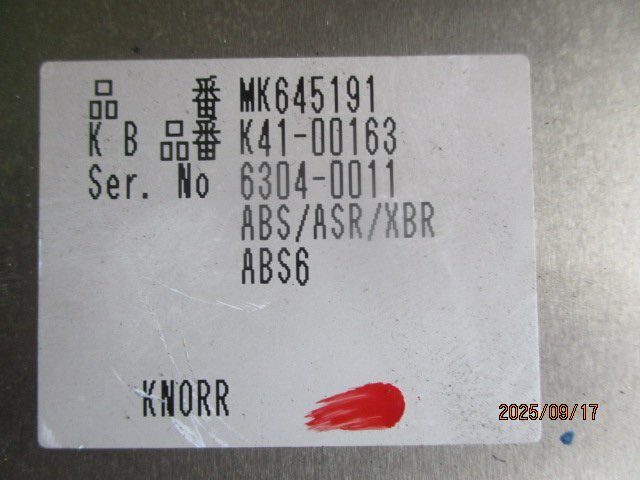 品 番 MK645191
K B 品番 K41-00163
Ser. No 6304-0011
ABS/ASR/XBR
ABS6
KNORR
2025/09/17